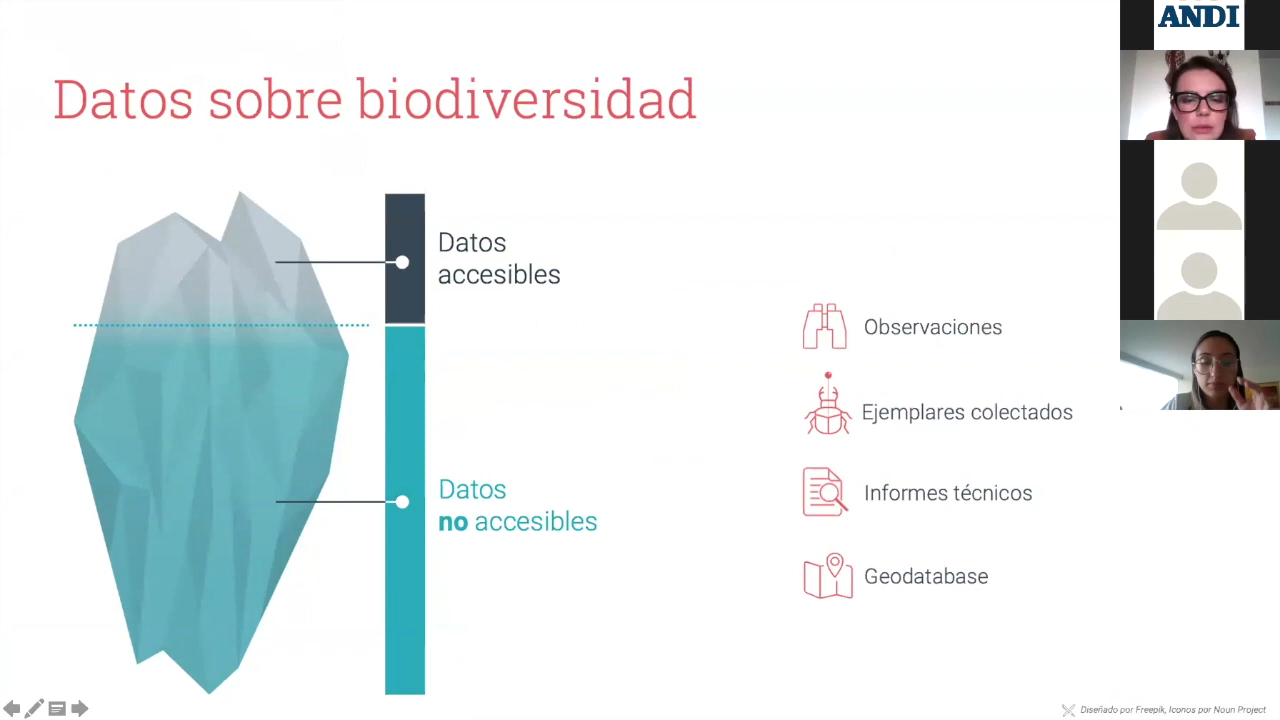 ANDI
Datos sobre biodiversidad
Datos
accesibles
Datos
no accesibles
Observaciones
Ejemplares colectados
Informes técnicos
Geodatabase
Diseñado por Freepik, Iconos por Noun Project